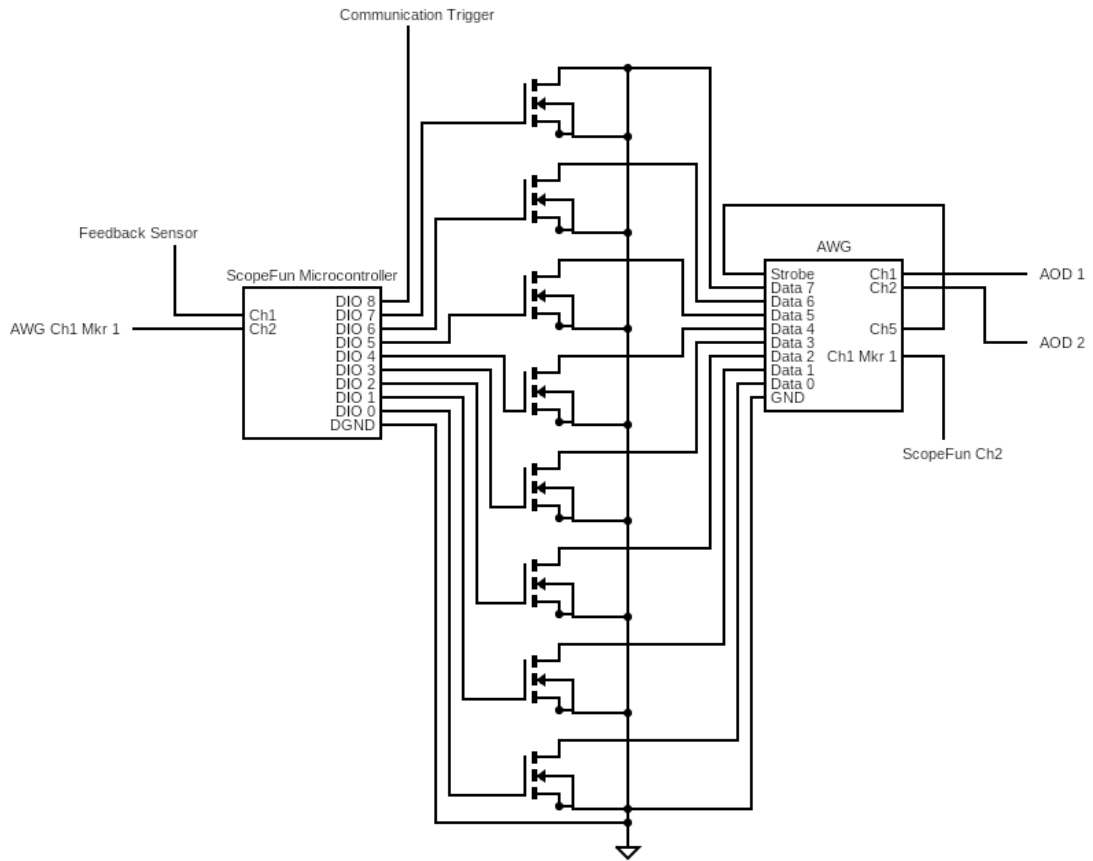 Communication Trigger
Feedback Sensor
ScopeFun Microcontroller
AWG Ch1 Mkr 1
Ch1
Ch2
DIO 8
DIO 7
DIO 6
DIO 5
DIO 4
DIO 3
DIO 2
DIO 1
DIO 0
DGND
AWG
Strobe
Data 7
Data 6
Data 5
Data 4
Data 3
Data 2
Data 1
Data 0
GND
Ch1
Ch2
Ch5
Ch1 Mkr 1
AOD 1
AOD 2
ScopeFun Ch2